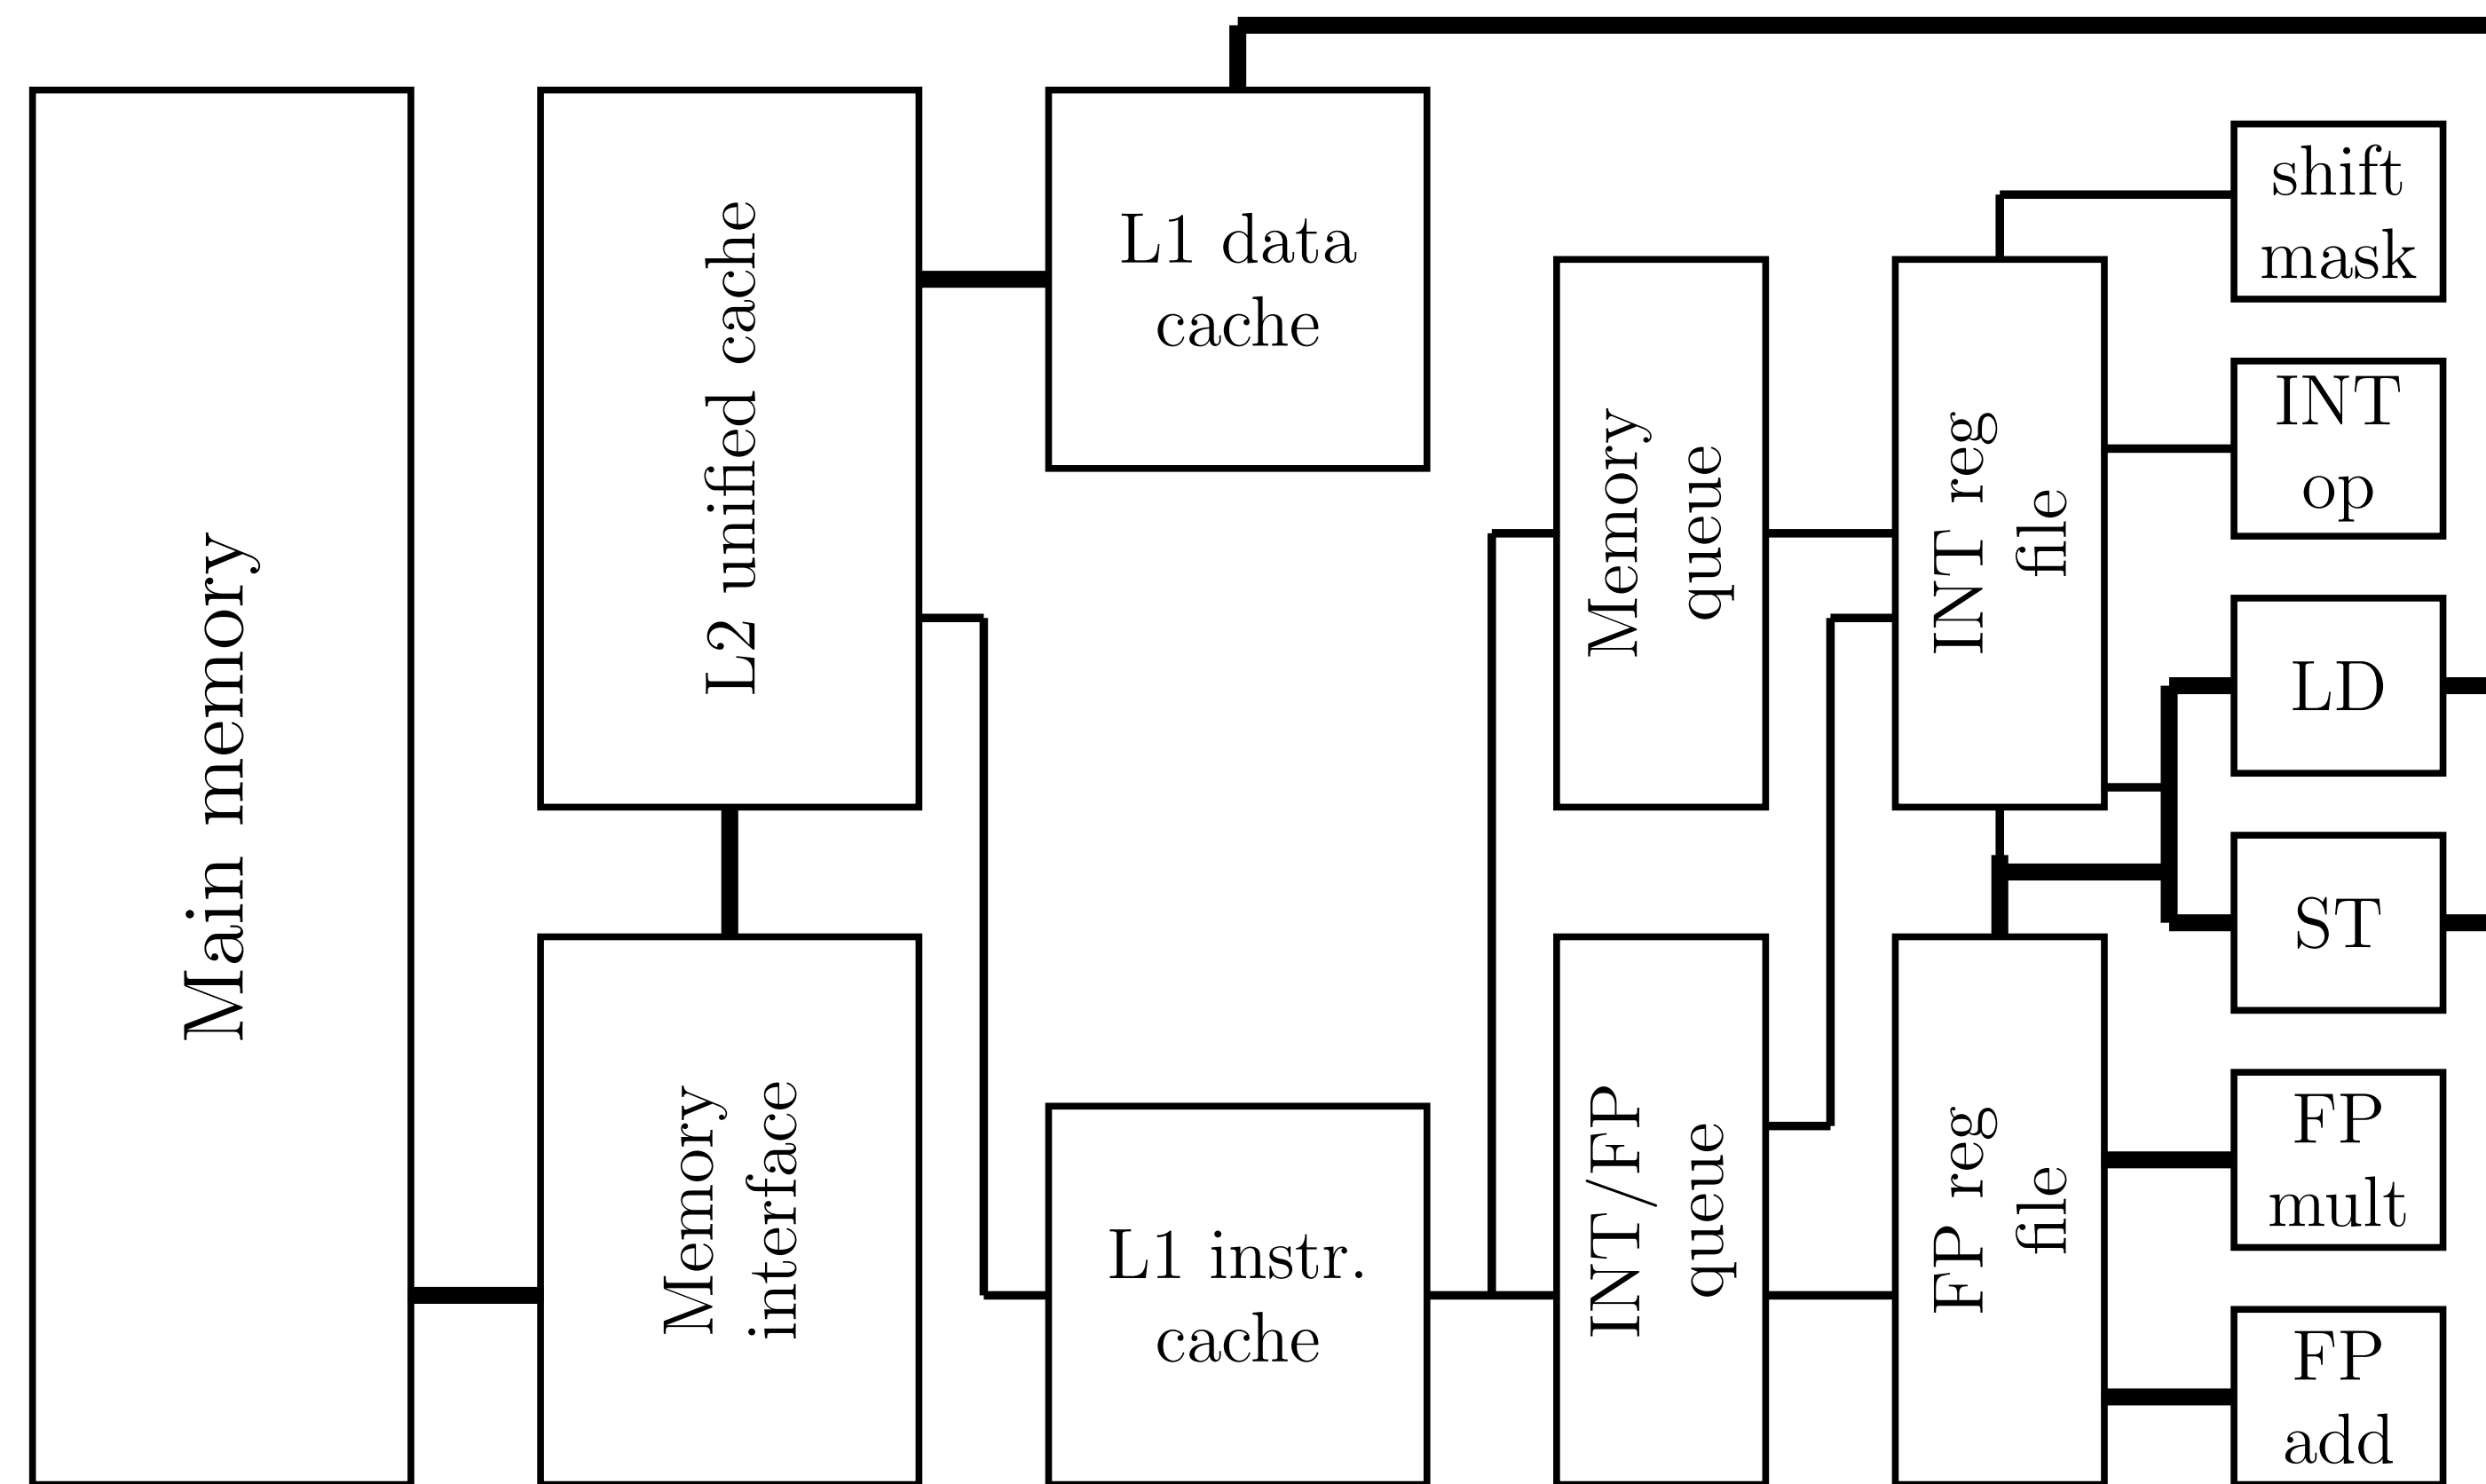 Main memory
L2 unified cache
Memory
interface
L1 data
cache
L1 instr.
cache
Memory
queue
INT/FP
queue
INT reg
file
FP reg
file
shift
mask
INT
op
LD
ST
FP
mult
FP
add